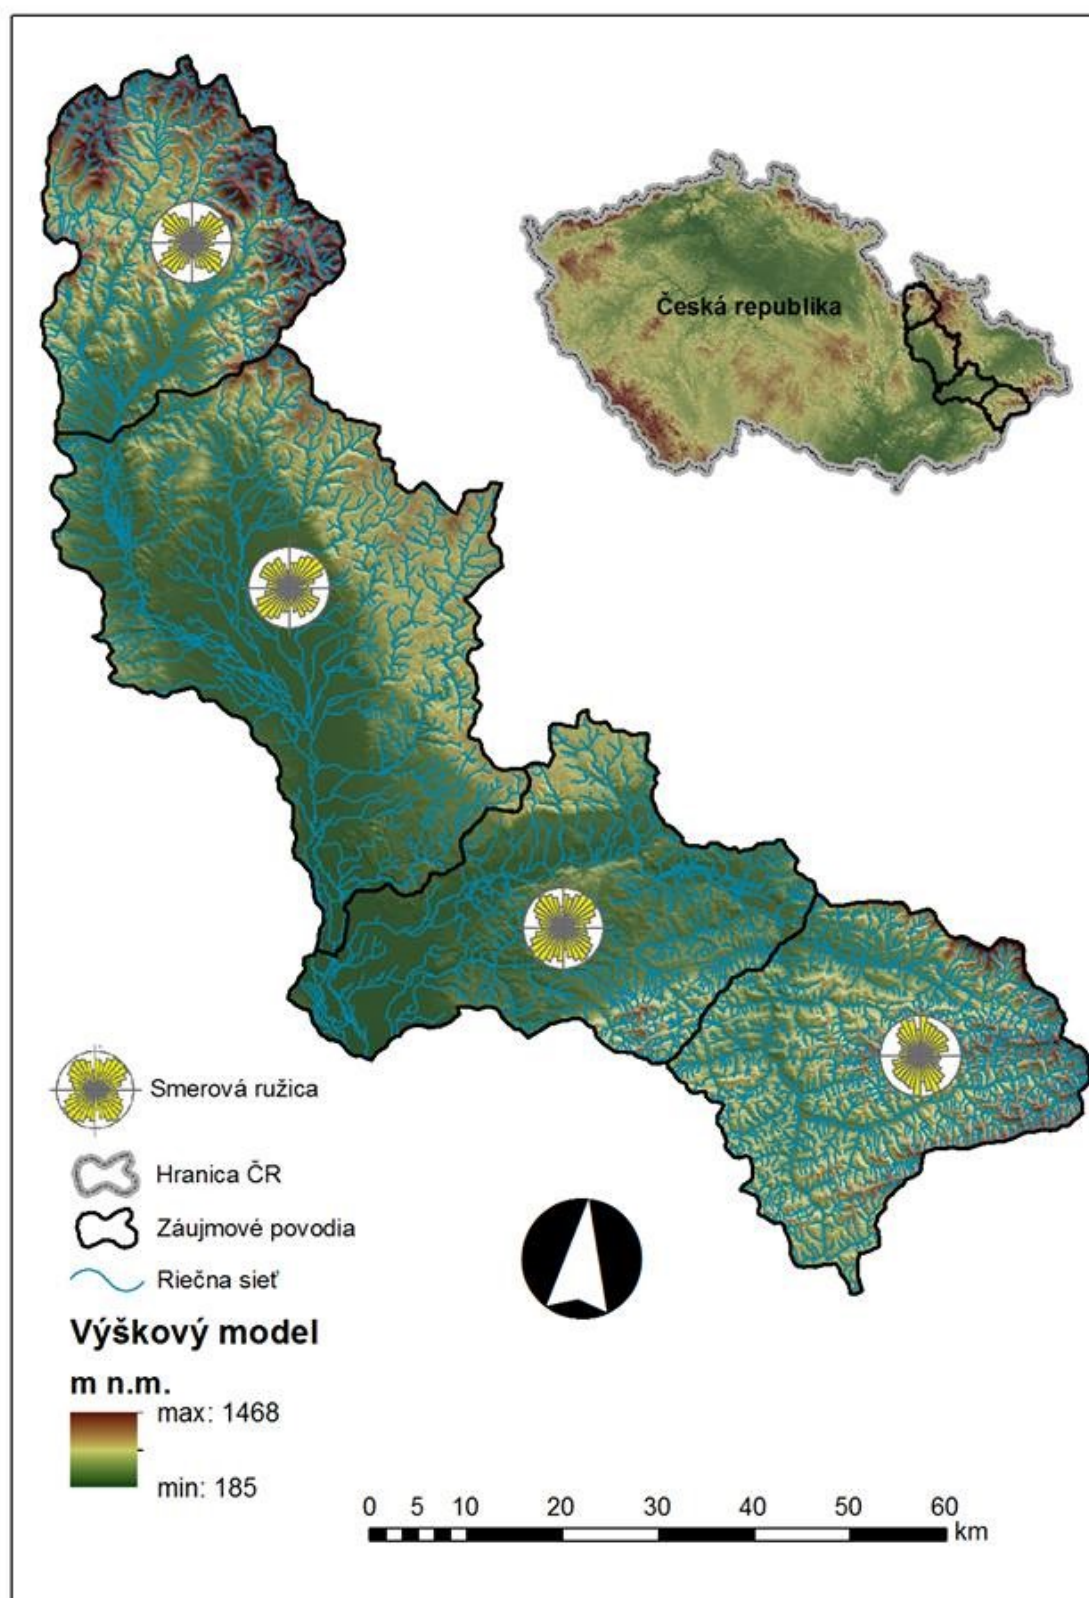 Česká republika
Smerová ružica
Hranica ČR
Záujmové povodia
Riečna sieť
Výškový model
m n.m.
max: 1468
min: 185
0 5 10 20 30 40 50 60
km